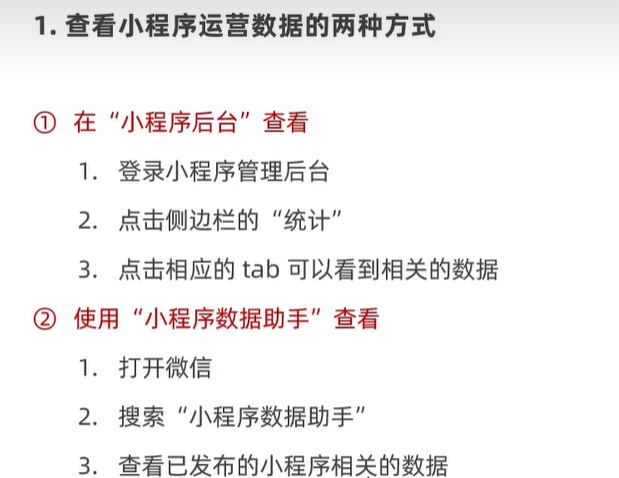 1. 查看小程序运营数据的两种方式
① 在“小程序后台”查看
1. 登录小程序管理后台
2. 点击侧边栏的“统计”
3. 点击相应的 tab 可以看到相关的数据
② 使用“小程序数据助手”查看
1. 打开微信
2. 搜索“小程序数据助手”
3. 查看已发布的小程序相关的数据